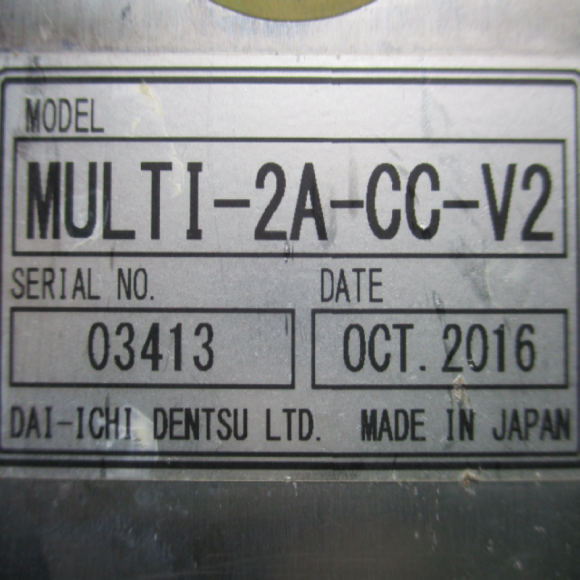 MODEL
MULTI-2A-CC-V2
SERIAL NO. DATE
03413 OCT. 2016
DAI-ICHI DENTSU LTD. MADE IN JAPAN